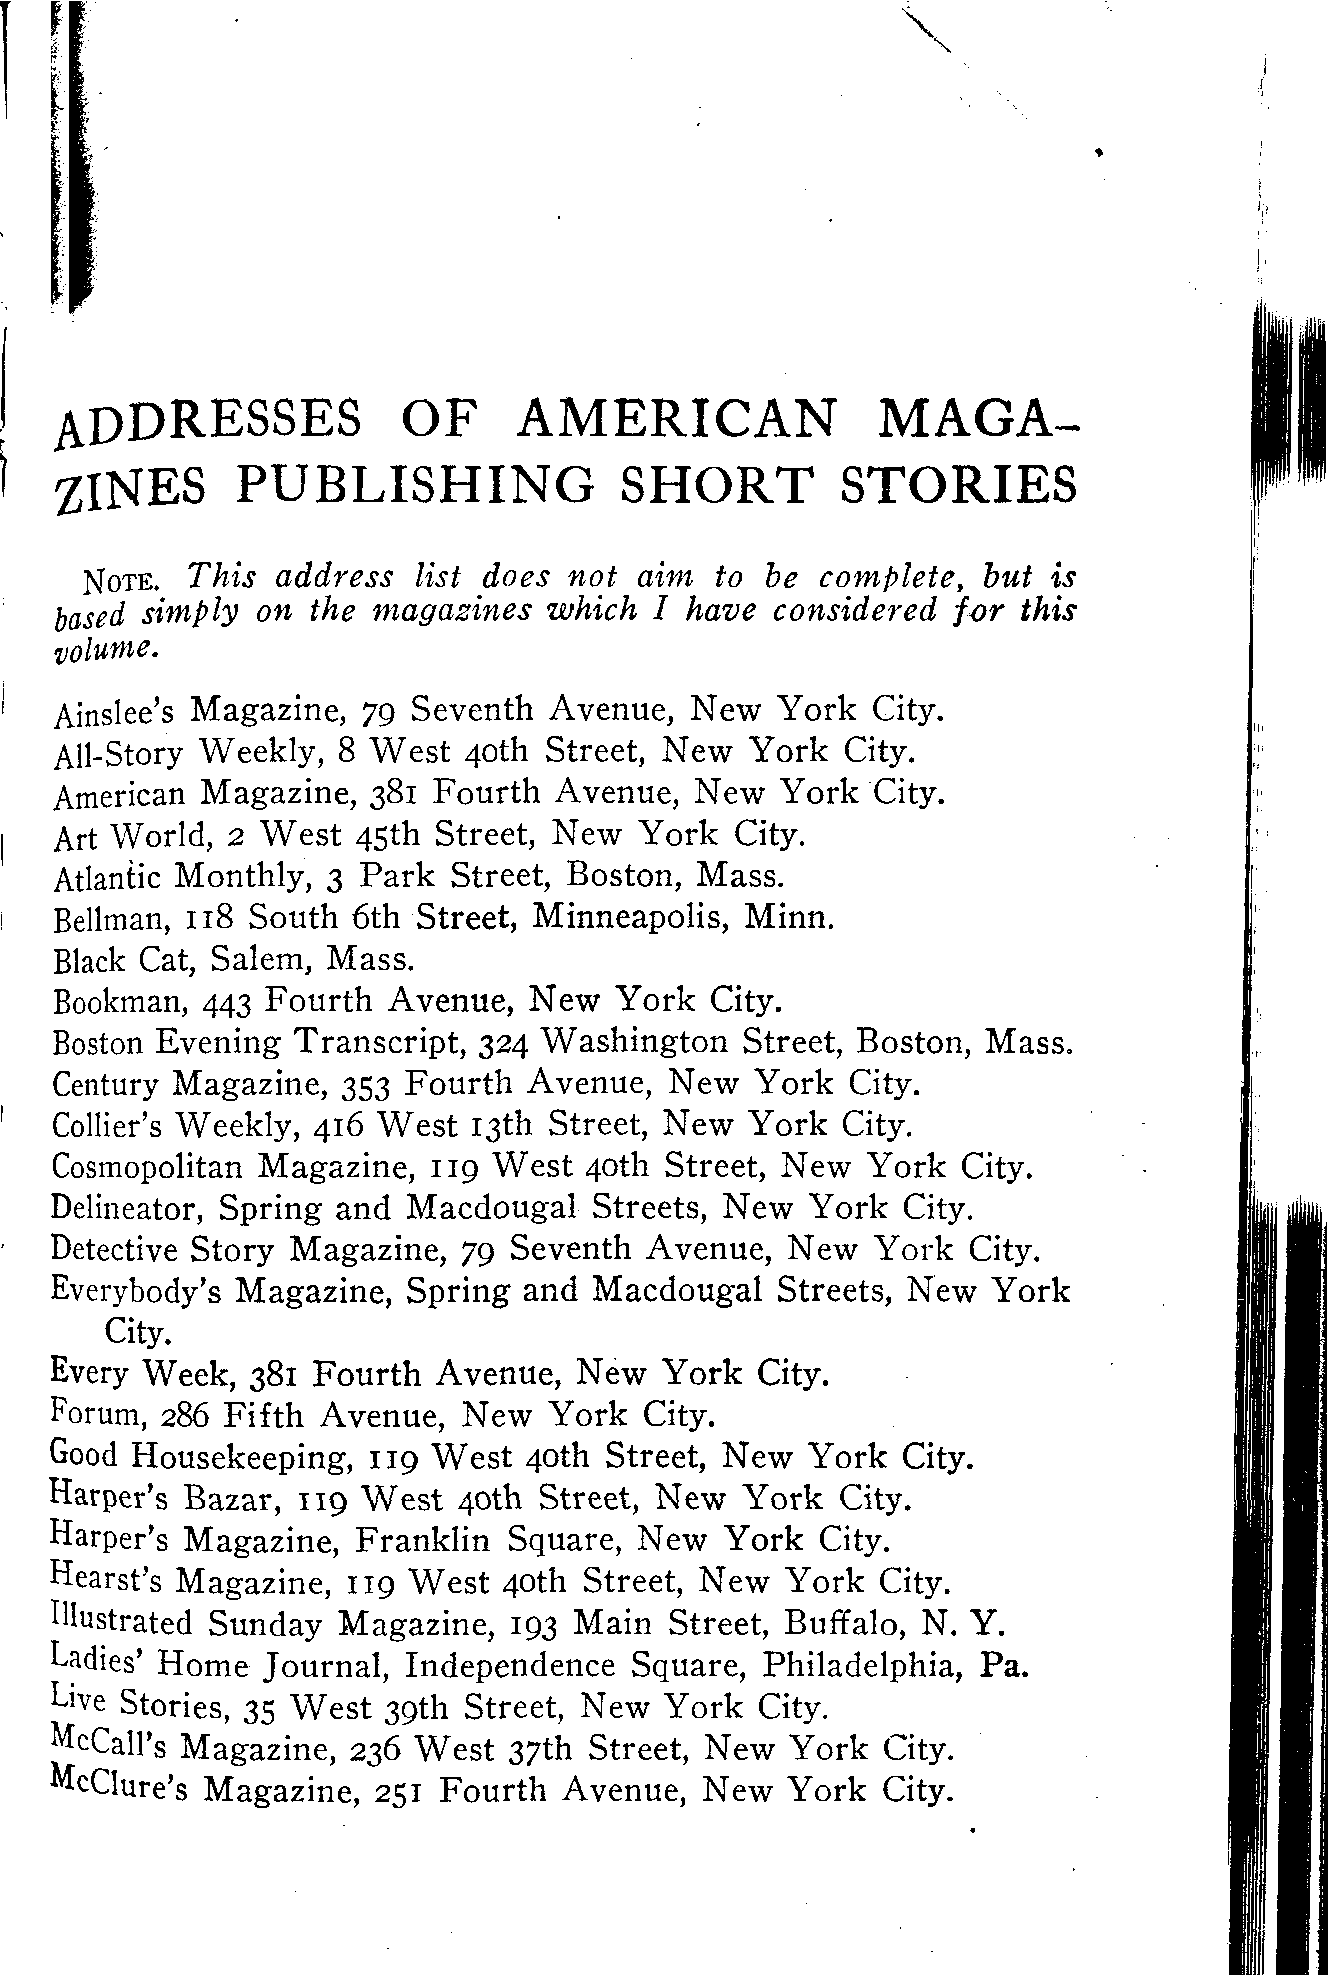 ADDRESSES OF AMERICAN MAGA-
ZINES PUBLISHING SHORT STORIES
NOTE. This address list does not aim to be complete, but is
based simply on the magazines which I have considered for this
volume.
Ainslee's Magazine, 79 Seventh Avenue, New York City.
All-Story Weekly, 8 West 40th Street, New York City.
American Magazine, 381 Fourth Avenue, New York City.
Art World, 2 West 45th Street, New York City.
Atlantic Monthly, 3 Park Street, Boston, Mass.
Bellman, 118 South 6th Street, Minneapolis, Minn.
Black Cat, Salem, Mass.
Bookman, 443 Fourth Avenue, New York City.
Boston Evening Transcript, 324 Washington Street, Boston, Mass.
Century Magazine, 353 Fourth Avenue, New York City.
Collier's Weekly, 416 West 13th Street, New York City.
Cosmopolitan Magazine, 119 West 40th Street, New York City.
Delineator, Spring and Macdougal Streets, New York City.
Detective Story Magazine, 79 Seventh Avenue, New York City.
Everybody's Magazine, Spring and Macdougal Streets, New York
City.
Every Week, 381 Fourth Avenue, New York City.
Forum, 286 Fifth Avenue, New York City.
Good Housekeeping, 119 West 40th Street, New York City.
Harper's Bazar, 119 West 40th Street, New York City.
Harper's Magazine, Franklin Square, New York City.
Hearst's Magazine, 119 West 40th Street, New York City.
Illustrated Sunday Magazine, 193 Main Street, Buffalo, N. Y.
Ladies' Home Journal, Independence Square, Philadelphia, Pa.
Live Stories, 35 West 39th Street, New York City.
McCall's Magazine, 236 West 37th Street, New York City.
McClure's Magazine, 251 Fourth Avenue, New York City.